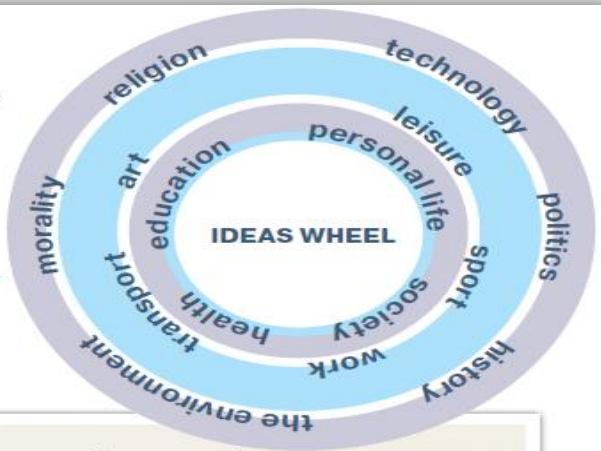 religion
technology
politics
history
the environment
morality
art
leisure
sport
work
transport
education
personal life
society
health
IDEAS WHEEL